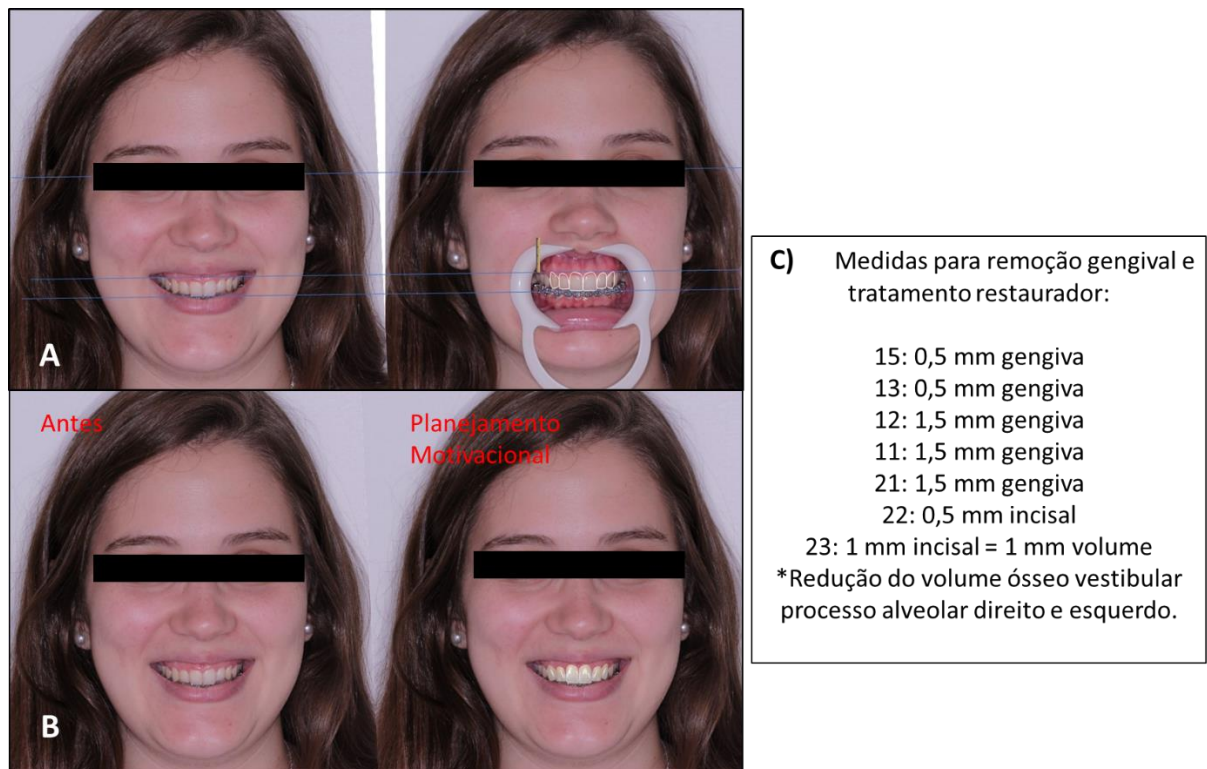 A
Antes
Planejamento
Motivacional
B
C) Medidas para remoção gengival e
tratamento restaurador:
15: 0,5 mm gengiva
13: 0,5 mm gengiva
12: 1,5 mm gengiva
11: 1,5 mm gengiva
21: 1,5 mm gengiva
22: 0,5 mm incisal
23: 1 mm incisal = 1 mm volume
*Redução do volume ósseo vestibular
processo alveolar direito e esquerdo.